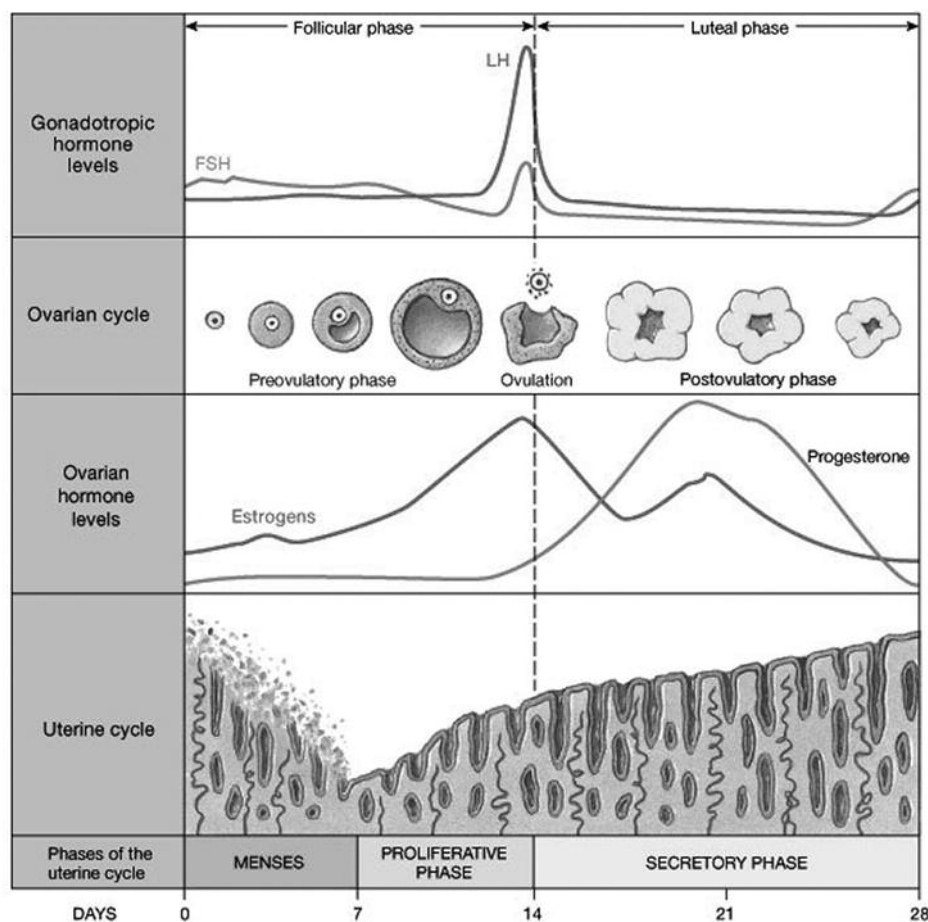 Follicular phase
Luteal phase
Gonadotropic
hormone
levels
LH
FSH
Ovarian cycle
Preovulatory phase
Ovulation
Postovulatory phase
Ovarian
hormone
levels
Estrogens
Progesterone
Uterine cycle
Phases of the
uterine cycle
MENSES
PROLIFERATIVE
PHASE
SECRETORY PHASE
DAYS
0
7
14
21
28